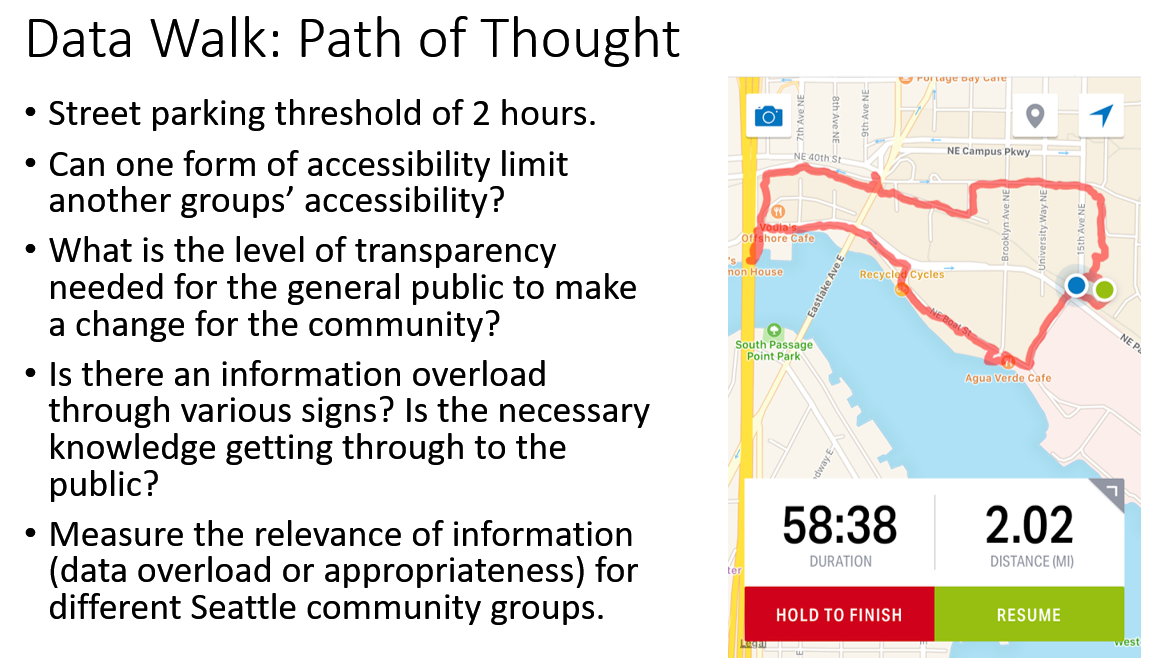 Data Walk: Path of Thought
• Street parking threshold of 2 hours.
• Can one form of accessibility limit
another groups’ accessibility?
• What is the level of transparency
needed for the general public to make
a change for the community?
• Is there an information overload
through various signs? Is the necessary
knowledge getting through to the
public?
• Measure the relevance of information
(data overload or appropriateness) for
different Seattle community groups.
Portage Bay Cafe
7th Ave NE
8th Ave NE
9th Ave NE
NE Campus Pkwy
NE 40th St
Brooklyn Ave NE
University Way NE
15th Ave NE
Offshore Cafe
mon House
Recycled Cycles
Eastlake Ave E
NE Boat St
South Passage
Point Park
Agua Verde Cafe
NE Pa
dway E
58:38
DURATION
2.02
DISTANCE (MI)
ter
HOLD TO FINISH
RESUME
Legal
West